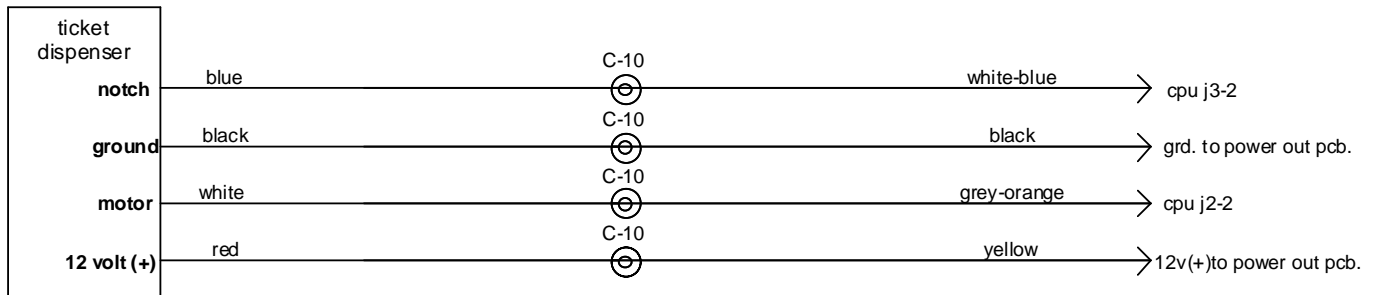 ticket
dispenser
C-10
notch blue white-blue cpu j3-2
C-10
ground black black grd. to power out pcb.
C-10
motor white grey-orange cpu j2-2
C-10
12 volt (+) red yellow 12v(+)to power out pcb.